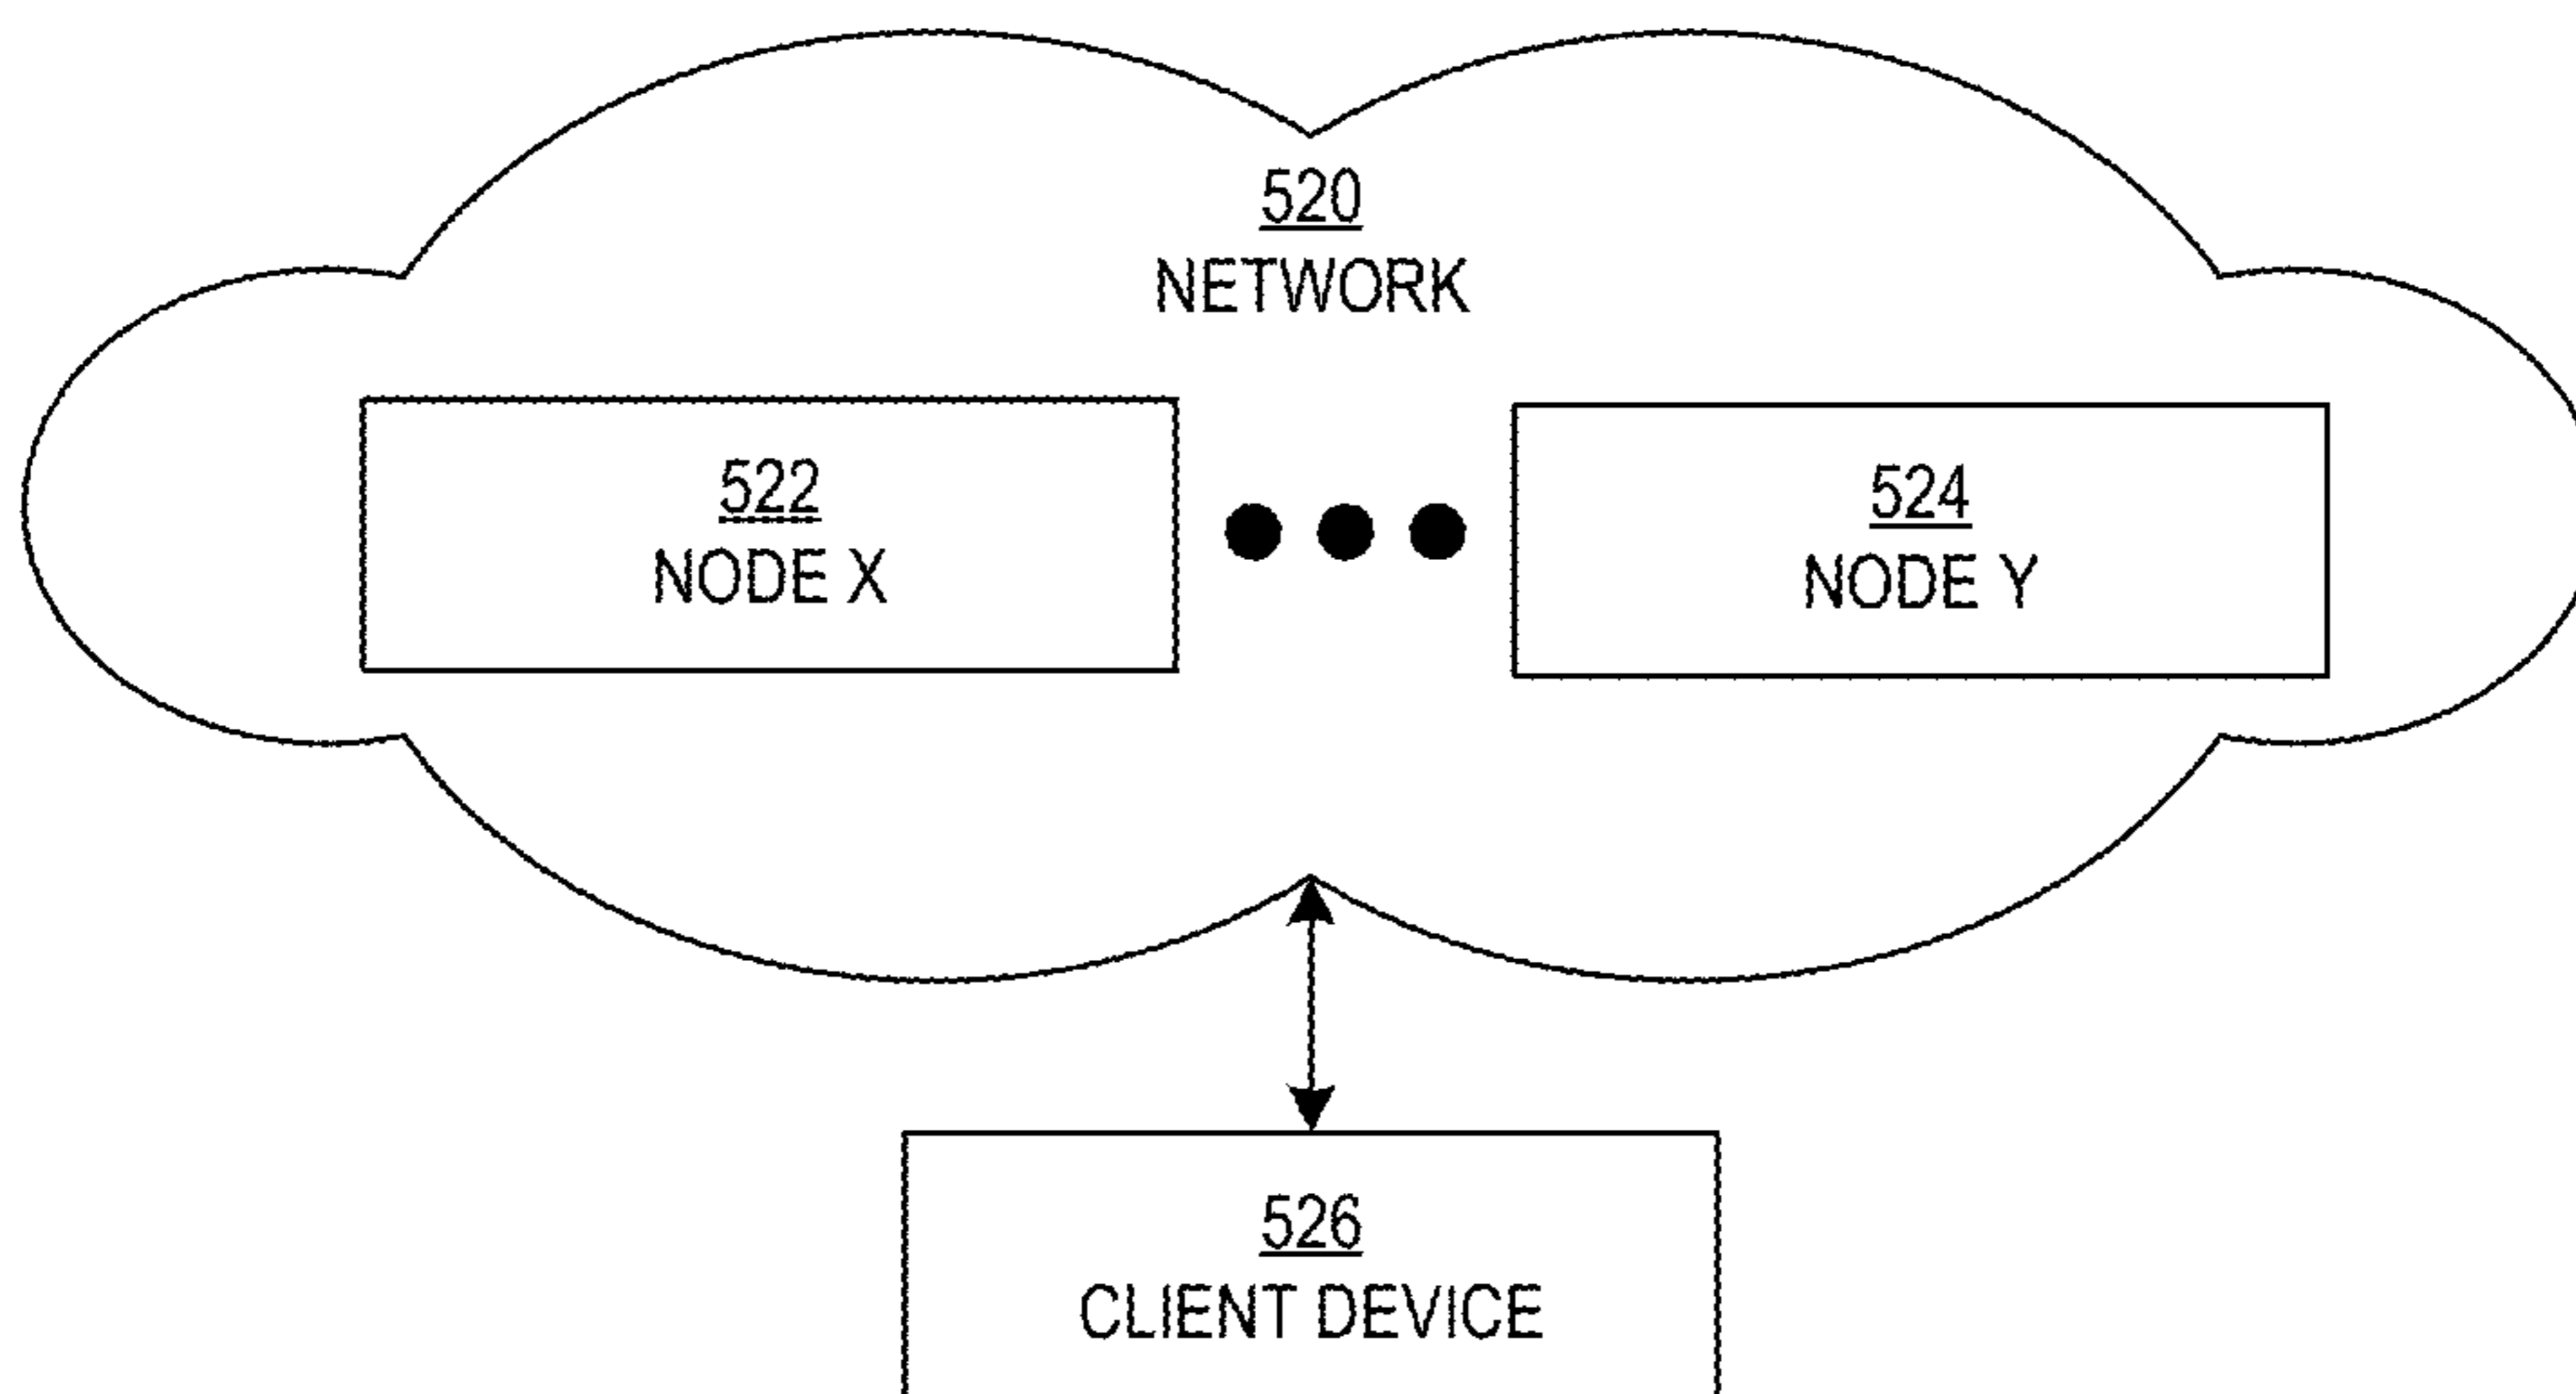 520
NETWORK
522
NODE X
524
NODE Y
526
CLIENT DEVICE